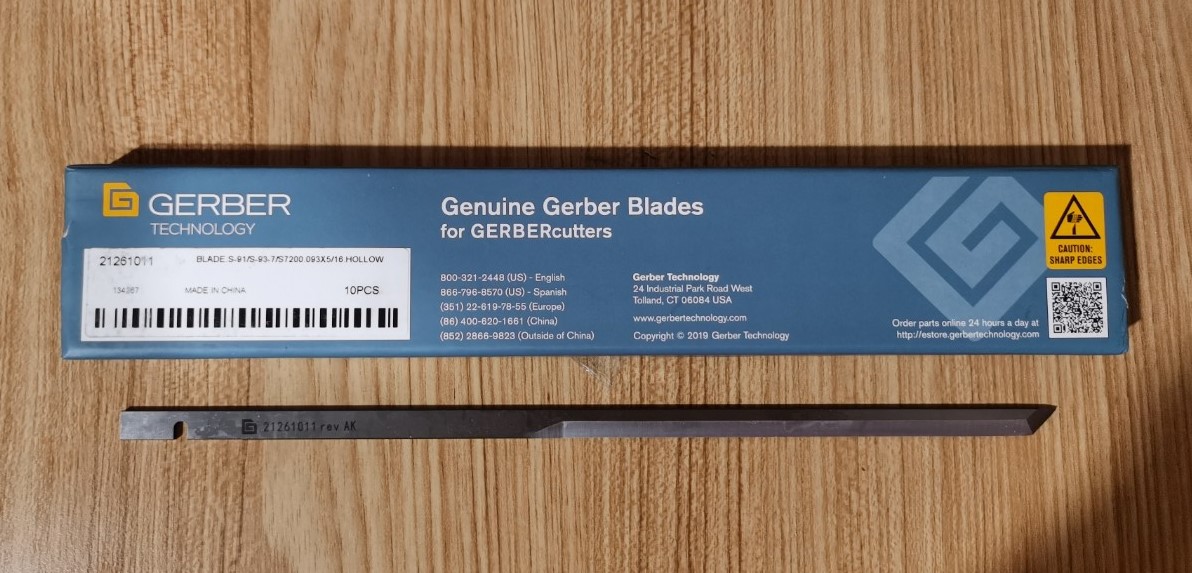 GERBER
TECHNOLOGY
21261011 BLADE.S-91/S-93-7/S7200.093X5/16.HOLLOW
134367 MADE IN CHINA 10PCS
Genuine Gerber Blades
for GERBERcutters
800-321-2448 (US) - English
866-796-8570 (US) - Spanish
(351) 22-619-78-55 (Europe)
(86) 400-620-1661 (China)
(852) 2866-9823 (Outside of China)
Gerber Technology
24 Industrial Park Road West
Tolland, CT 06084 USA
www.gerbertechnology.com
Copyright © 2019 Gerber Technology
CAUTION:
SHARP EDGES
Order parts online 24 hours a day at
http://estore.gerbertechnology.com
21261011 rev AK